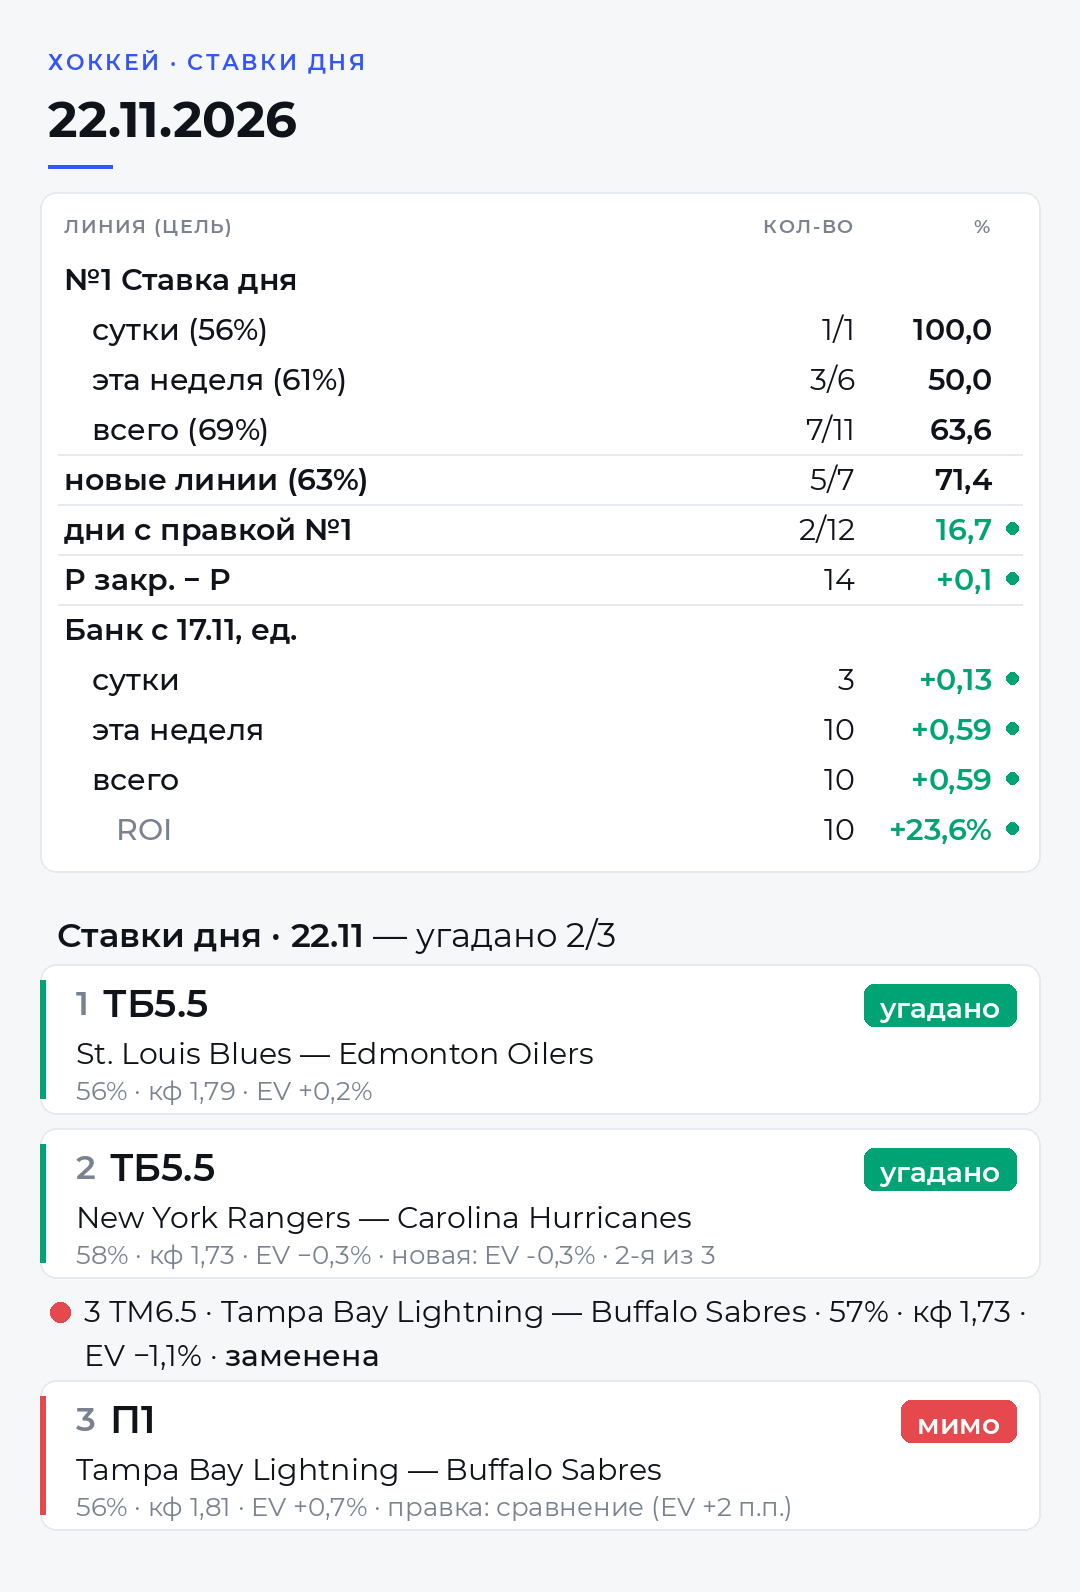 ХОККЕЙ · СТАВКИ ДНЯ
22.11.2026
ЛИНИЯ (ЦЕЛЬ) КОЛ-ВО %
№1 Ставка дня
сутки (56%) 1/1 100,0
эта неделя (61%) 3/6 50,0
всего (69%) 7/11 63,6
новые линии (63%) 5/7 71,4
дни с правкой №1 2/12 16,7
Р закр. − Р 14 +0,1
Банк с 17.11, ед.
сутки 3 +0,13
эта неделя 10 +0,59
всего 10 +0,59
ROI 10 +23,6%
Ставки дня · 22.11 — угадано 2/3
1 ТБ5.5 угадано
St. Louis Blues — Edmonton Oilers
56% · кф 1,79 · EV +0,2%
2 ТБ5.5 угадано
New York Rangers — Carolina Hurricanes
58% · кф 1,73 · EV −0,3% · новая: EV -0,3% · 2-я из 3
3 ТМ6.5 · Tampa Bay Lightning — Buffalo Sabres · 57% · кф 1,73 ·
EV −1,1% · заменена
3 П1 мимо
Tampa Bay Lightning — Buffalo Sabres
56% · кф 1,81 · EV +0,7% · правка: сравнение (EV +2 п.п.)